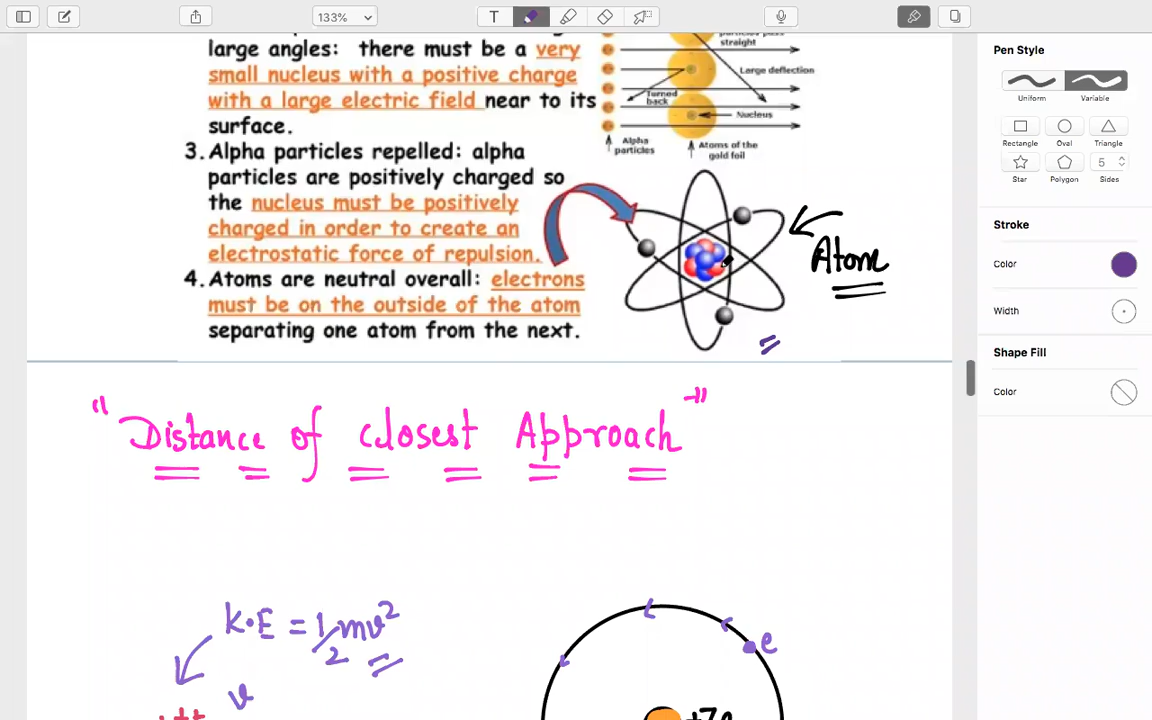 133%
large angles: there must be a very
small nucleus with a positive charge
with a large electric field near to its
surface.
3. Alpha particles repelled: alpha
particles are positively charged so
the nucleus must be positively
charged in order to create an
electrostatic force of repulsion.
4. Atoms are neutral overall: electrons
must be on the outside of the atom
separating one atom from the next.
straight
Large deflection
Turned
back
Nucleus
Alpha
particles
Atoms of the
gold foil
Atom
"Distance of closest Approach"
K.E = 1/2 mv²
v
e
Pen Style
Uniform
Variable
Rectangle
Oval
Triangle
Star
Polygon
5
Sides
Stroke
Color
Width
Shape Fill
Color